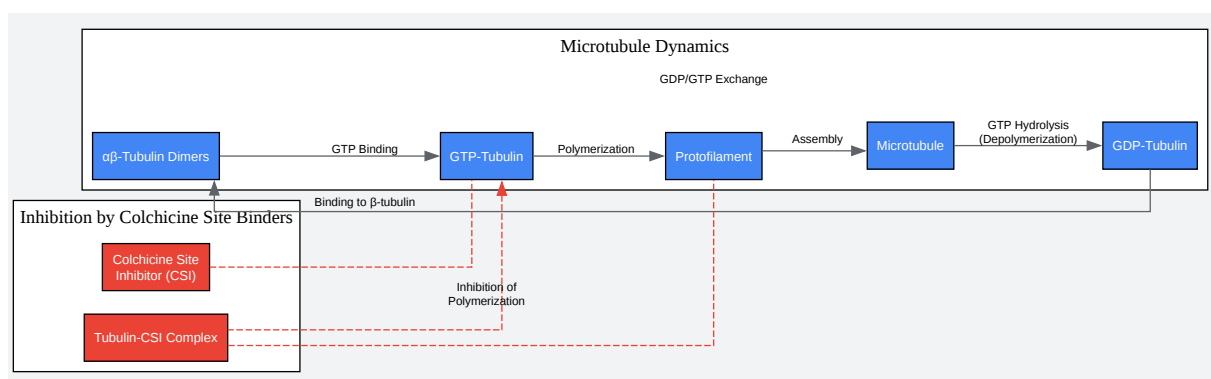 Microtubule Dynamics
GDP/GTP Exchange
αβ-Tubulin Dimers
GTP Binding
GTP-Tubulin
Polymerization
Protofilament
Assembly
Microtubule
GTP Hydrolysis
(Depolymerization)
GDP-Tubulin
Binding to β-tubulin
Inhibition by Colchicine Site Binders
Colchicine Site
Inhibitor (CSI)
Inhibition of
Polymerization
Tubulin-CSI Complex